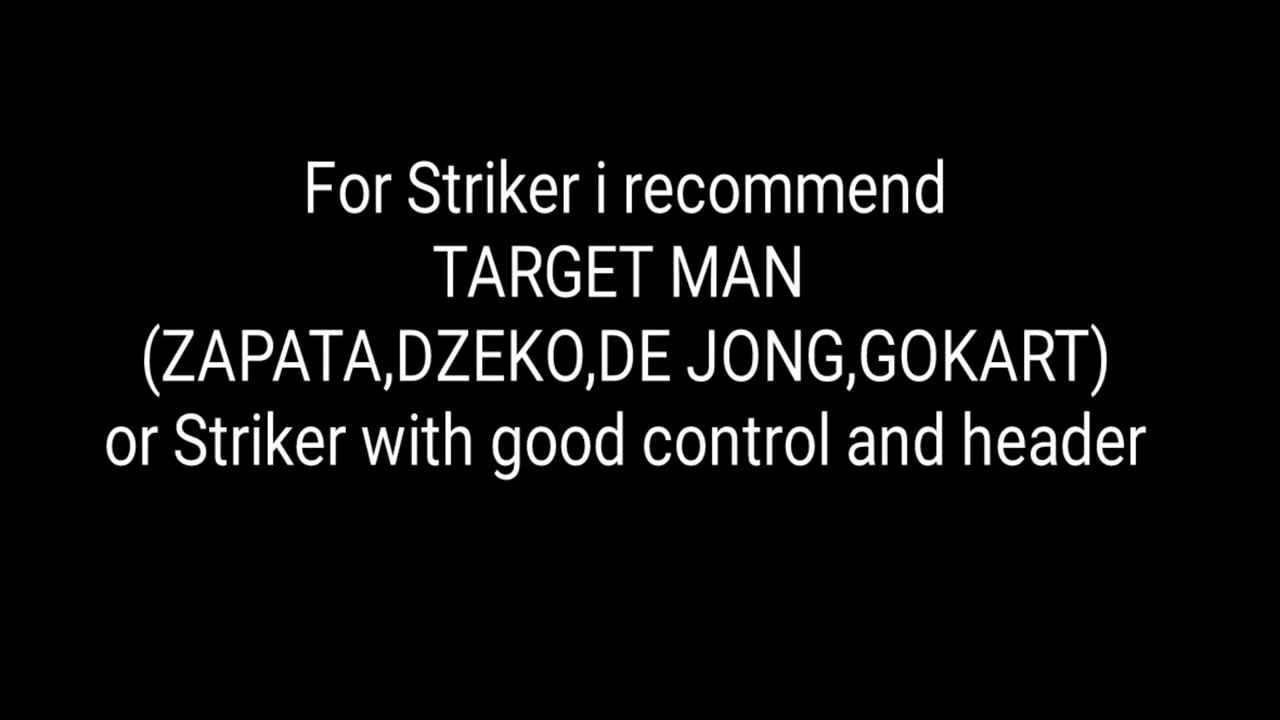 For Striker i recommend
TARGET MAN
(ZAPATA,DZEKO,DE JONG,GOKART)
or Striker with good control and header